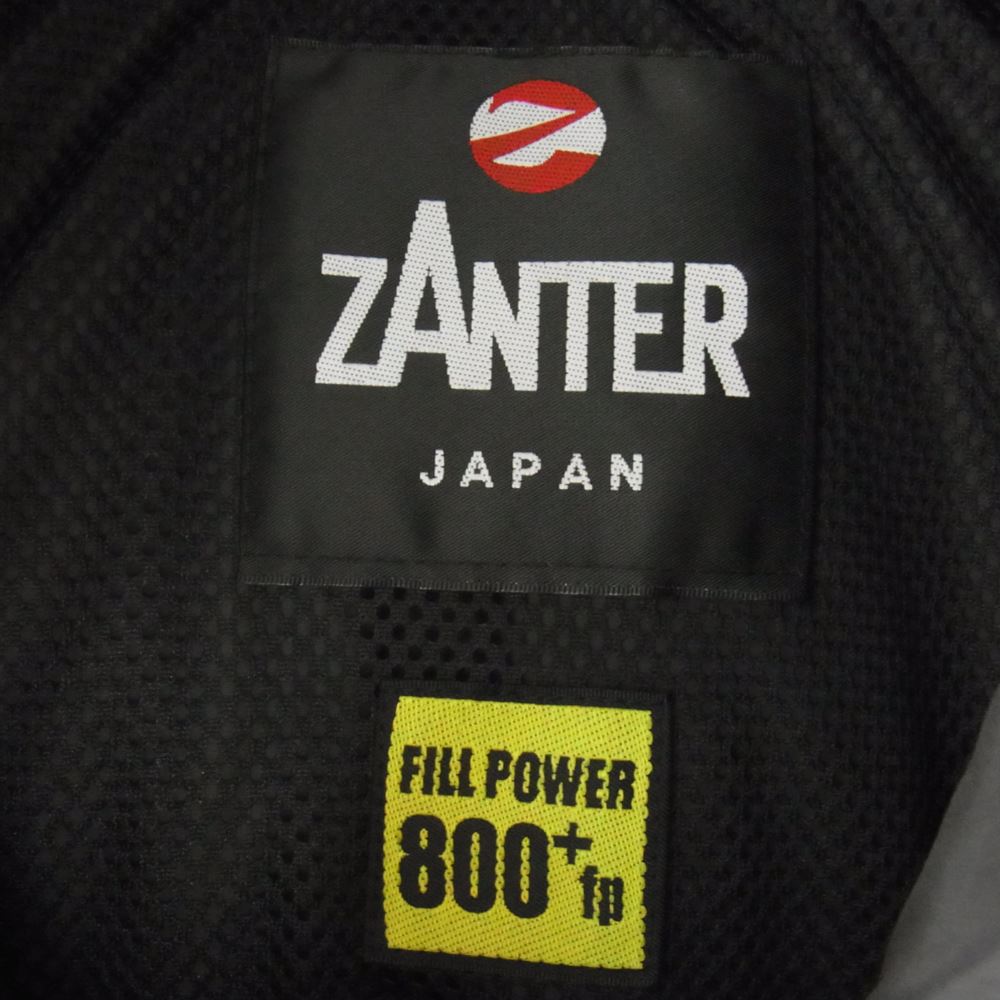 Z
ZANTER
JAPAN
FILL POWER
800+
fp